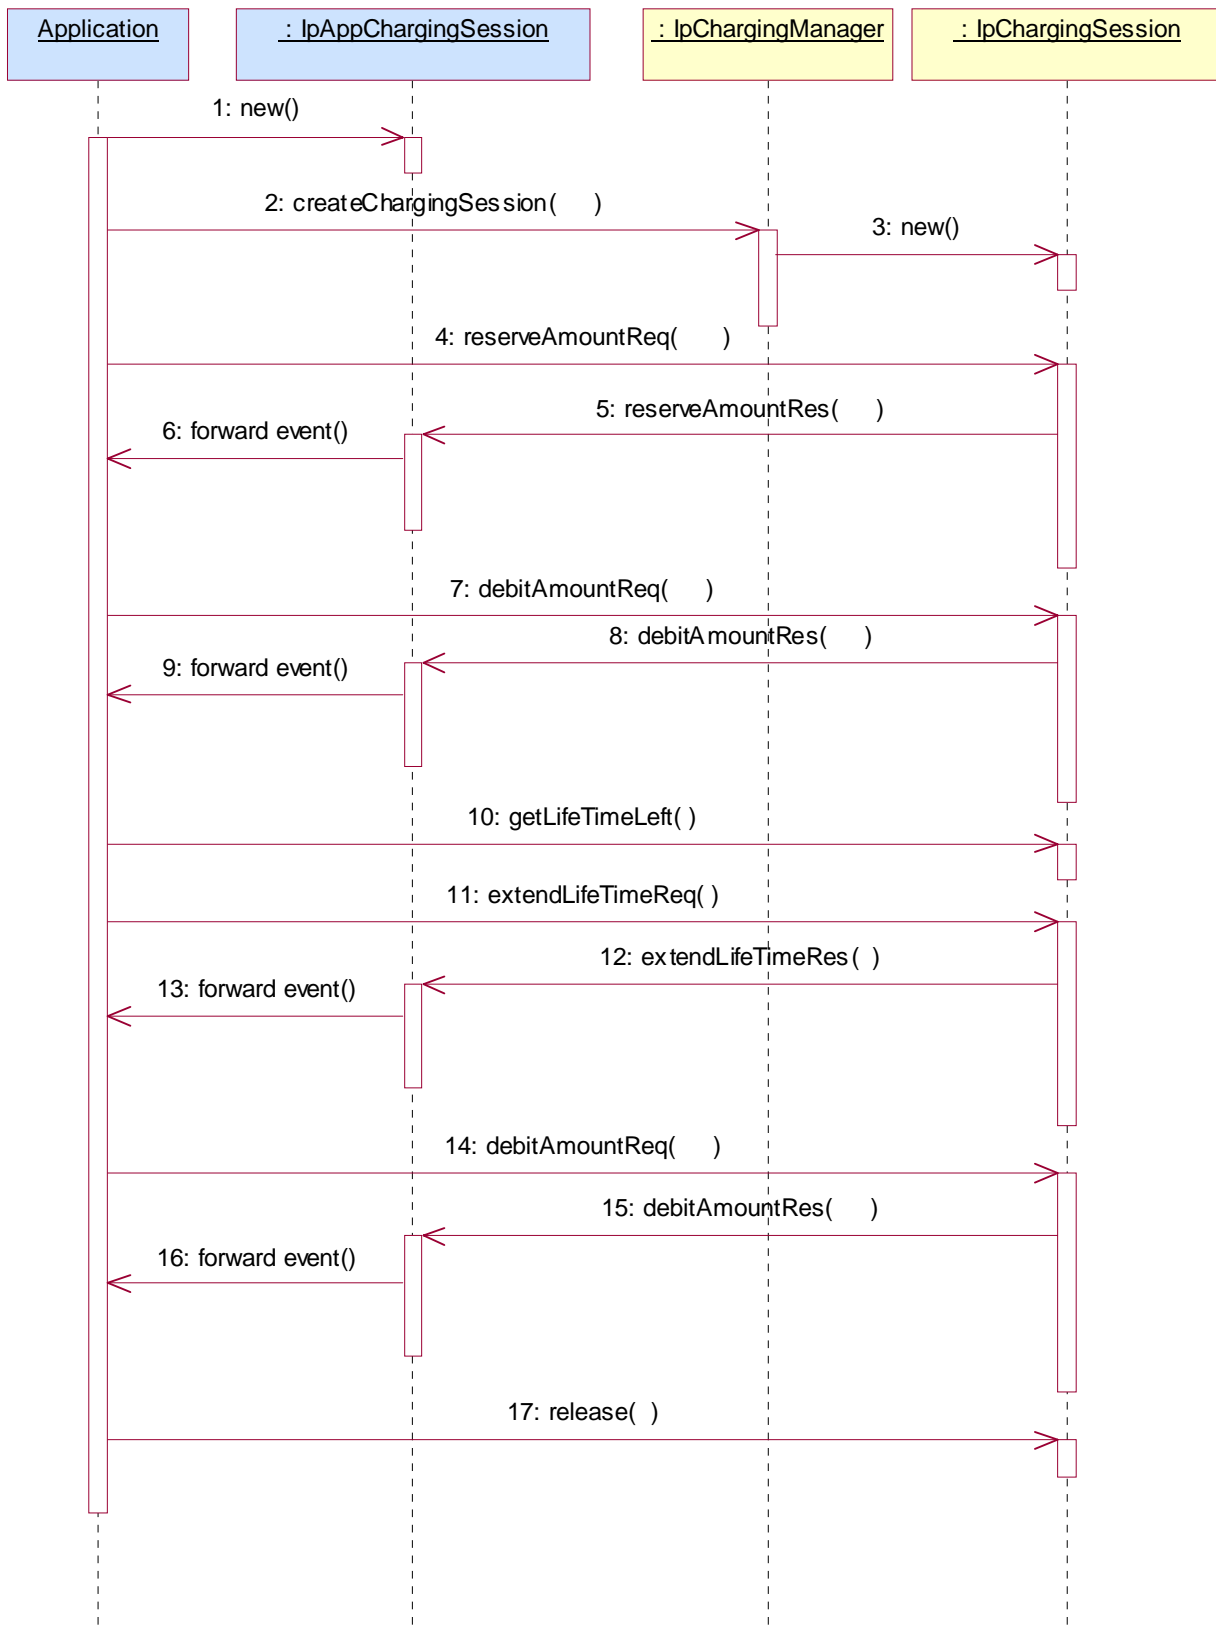 Application
: IpAppChargingSession
: IpChargingManager
: IpChargingSession
1: new()
2: createChargingSession( )
3: new()
4: reserveAmountReq( )
5: reserveAmountRes( )
6: forward event()
7: debitAmountReq( )
8: debitAmountRes( )
9: forward event()
10: getLifeTimeLeft( )
11: extendLifeTimeReq( )
12: extendLifeTimeRes( )
13: forward event()
14: debitAmountReq( )
15: debitAmountRes( )
16: forward event()
17: release( )